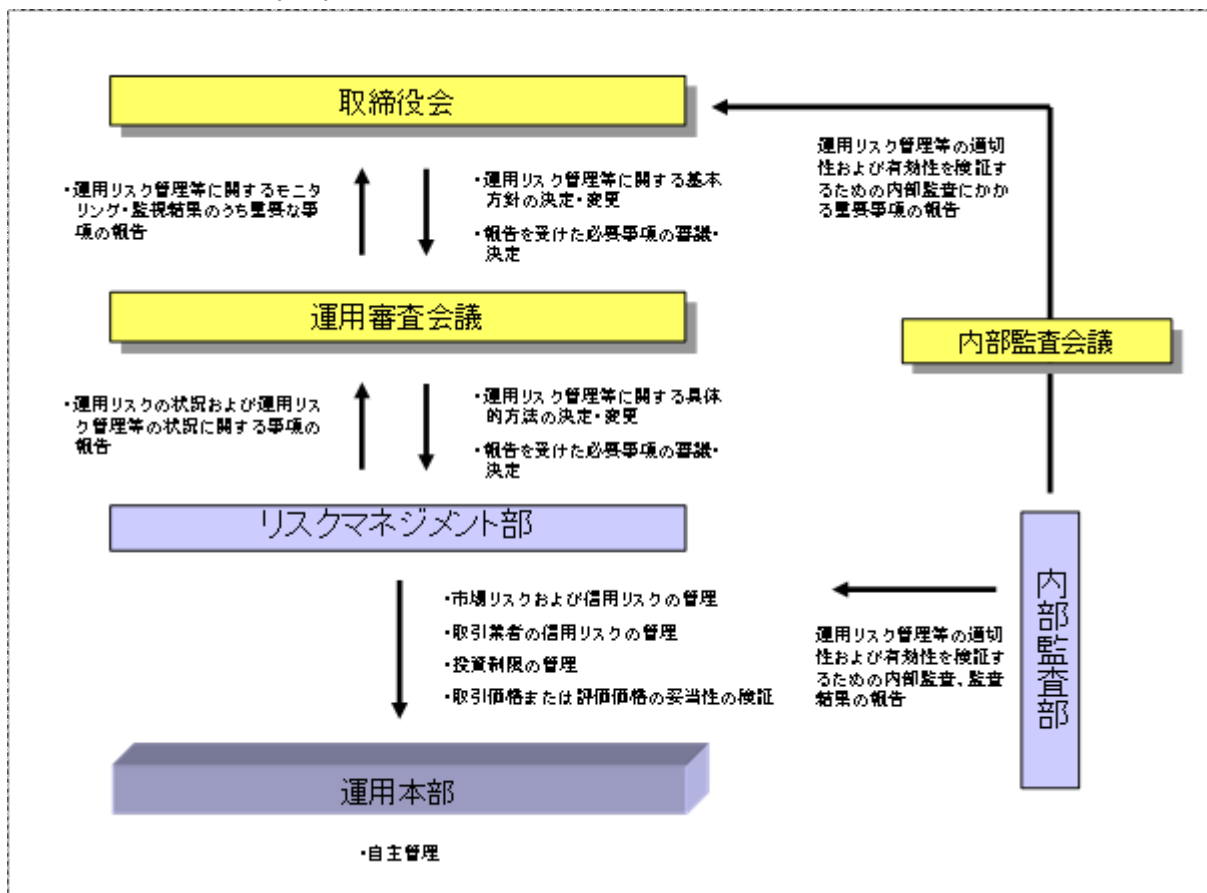 取締役会
・運用リスク管理等に関するモニ
タリング・監視結果のうち重要な事
項の報告
・運用リスク管理等に関する基本
方針の決定・変更
・報告を受けた必要事項の審議・
決定
運用リスク管理等の適切
性および有効性を検証す
るための内部監査にかか
る重要事項の報告
運用審査会議
内部監査会議
・運用リスクの状況および運用リス
ク管理等の状況に関する事項の
報告
・運用リスク管理等に関する具体
的方法の決定・変更
・報告を受けた必要事項の審議・
決定
リスクマネジメント部
・市場リスクおよび信用リスクの管理
・取引業者の信用リスクの管理
・投資制限の管理
・取引価格または評価価格の妥当性の検証
運用リスク管理等の適切
性および有効性を検証す
るための内部監査、監査
結果の報告
内部監査部
運用本部
・自主管理